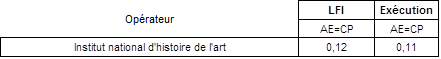 Opérateur LFI Exécution
AE=CP AE=CP
Institut national d'histoire de l'art 0,12 0,11